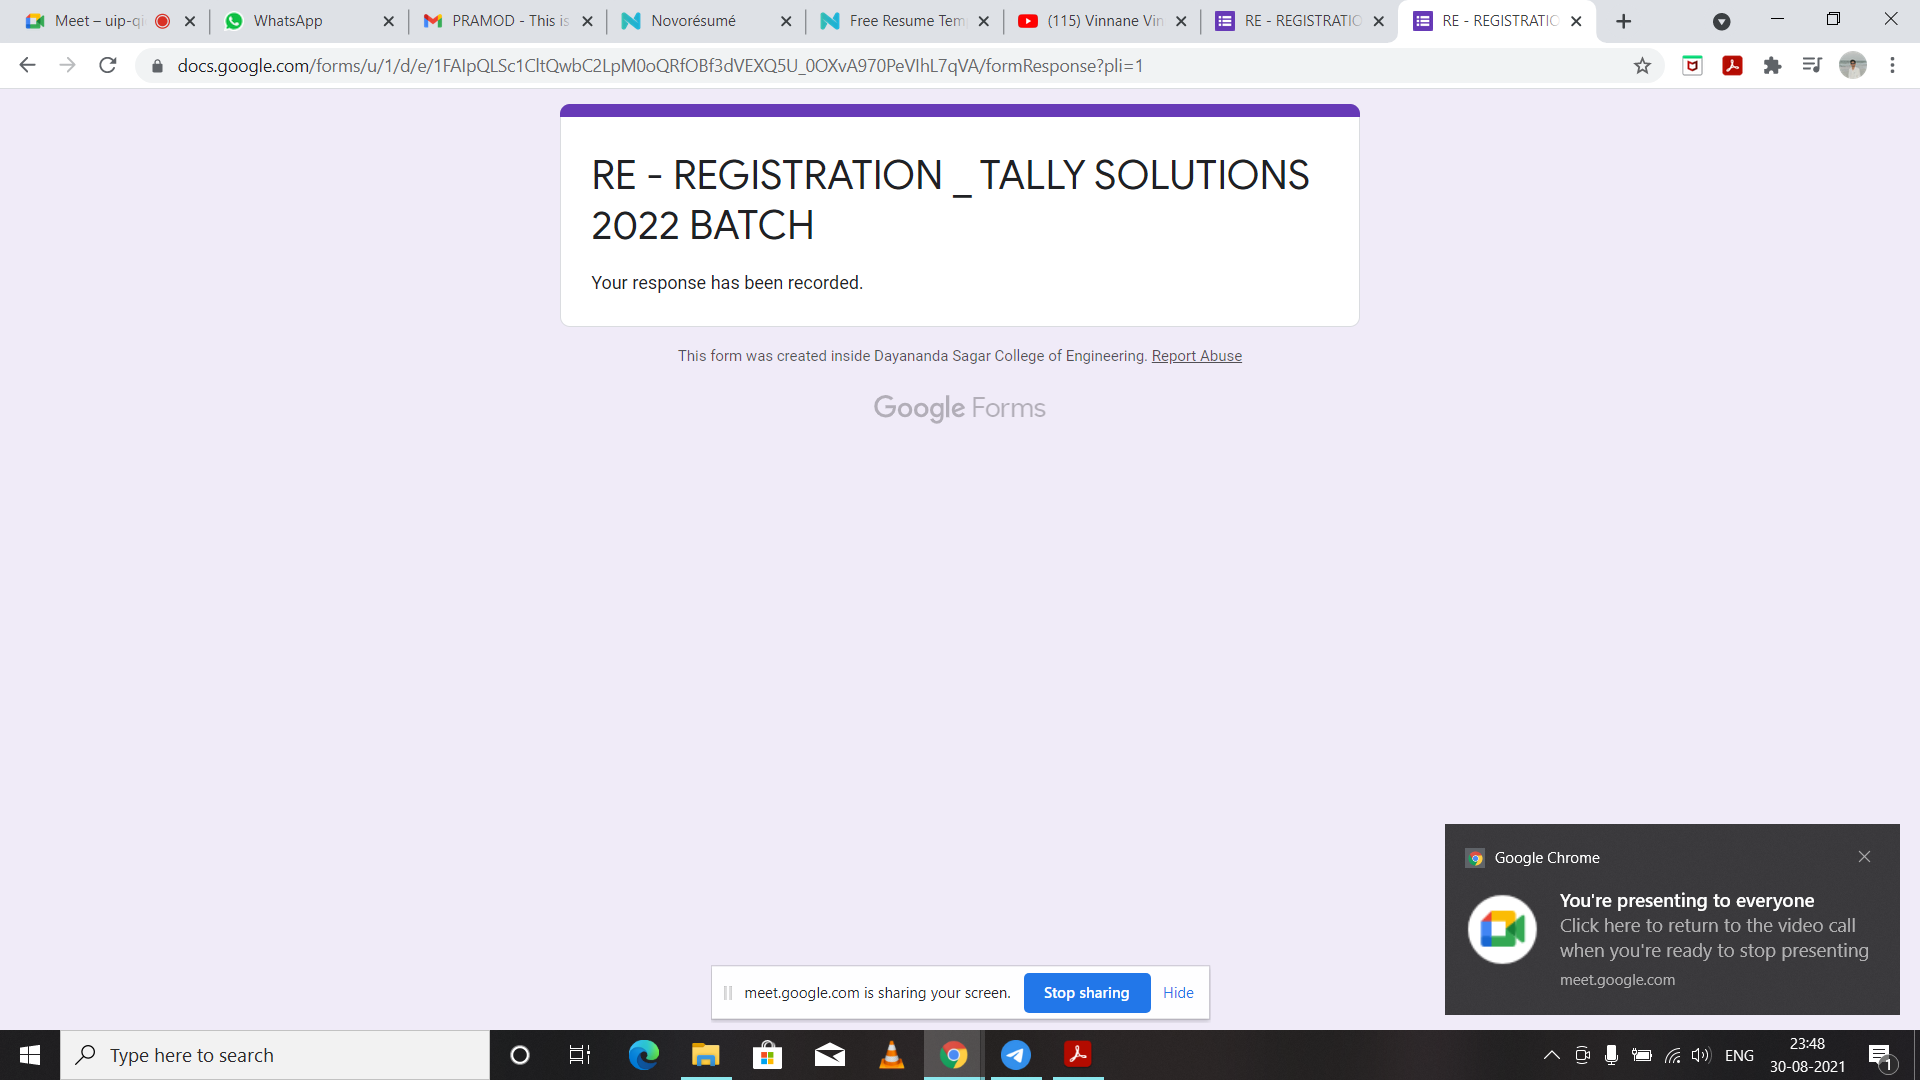 Meet – uip-qi
WhatsApp
PRAMOD - This is
Novorésumé
Free Resume Tem
(115) Vinnane Vin
RE - REGISTRATIO
RE - REGISTRATIO
docs.google.com/forms/u/1/d/e/1FAIpQLSc1CltQwbC2LpM0oQRfOBf3dVEXQ5U_0OXvA970PeVIhL7qVA/formResponse?pli=1
RE - REGISTRATION _ TALLY SOLUTIONS
2022 BATCH
Your response has been recorded.
This form was created inside Dayananda Sagar College of Engineering. Report Abuse
Google Forms
Google Chrome
You're presenting to everyone
Click here to return to the video call
when you're ready to stop presenting
meet.google.com
meet.google.com is sharing your screen.
Stop sharing
Hide
Type here to search
ENG
23:48
30-08-2021
1